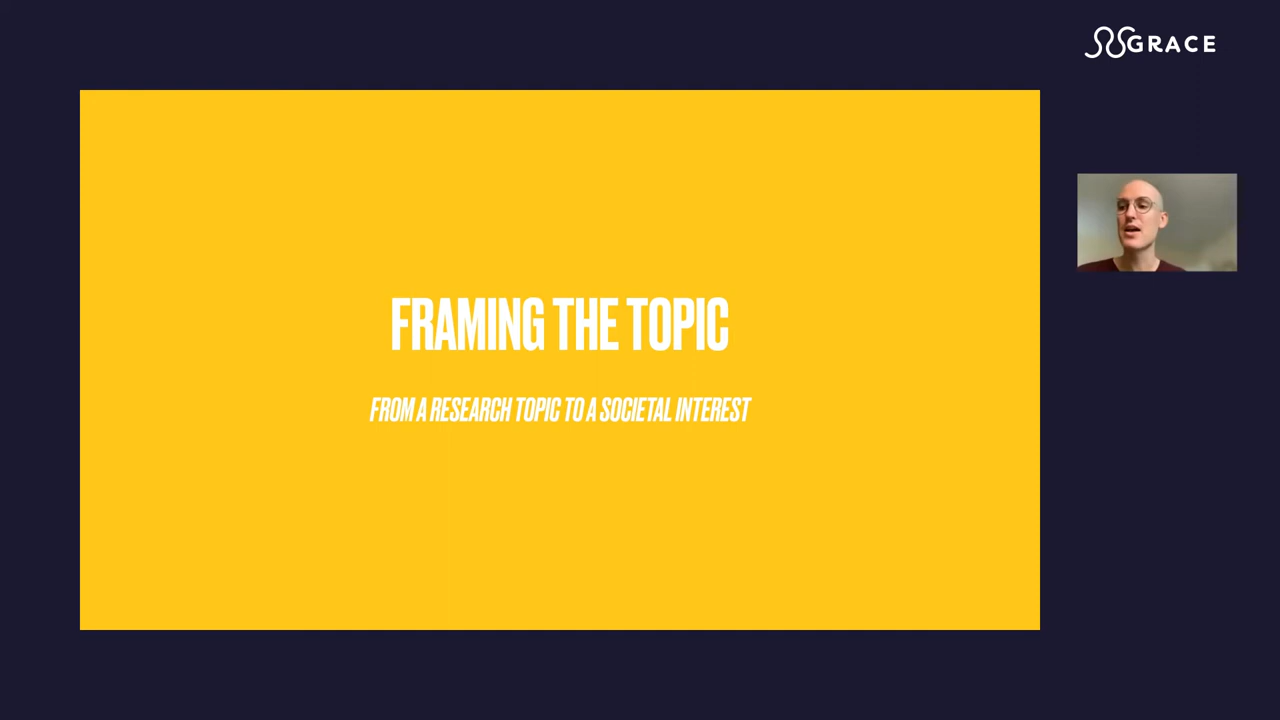 GRACE
FRAMING THE TOPIC
FROM A RESEARCH TOPIC TO A SOCIETAL INTEREST